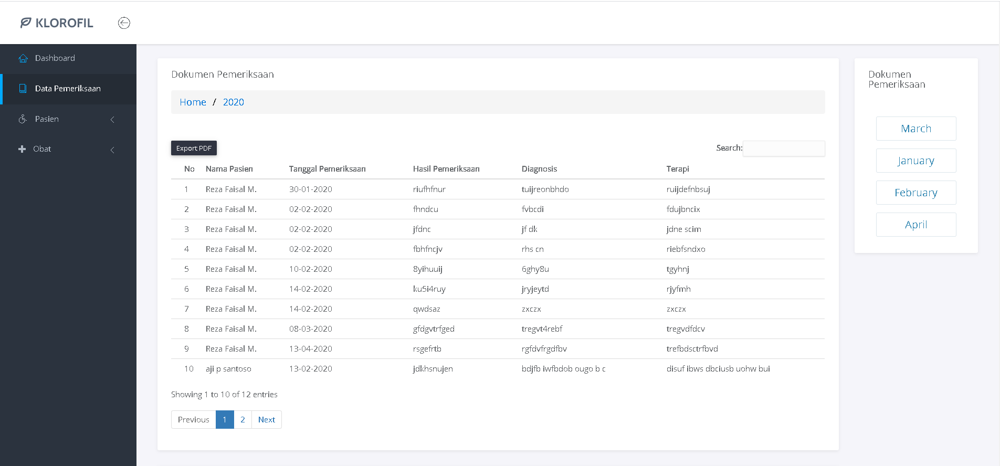 KLOROFIL
Dashboard
Data Pemeriksaan
Pasien
Obat
Dokumen Pemeriksaan
Home / 2020
Export PDF
Search:
No Nama Pasien Tanggal Pemeriksaan Hasil Pemeriksaan Diagnosis Terapi
1 Reza Faisal M. 30-01-2020 riufhfnur tuijreonbhdo ruijdefnbsuj
2 Reza Faisal M. 02-02-2020 fhndcu fvbcdi fdujbncix
3 Reza Faisal M. 02-02-2020 jfdnc jf dk jdne scim
4 Reza Faisal M. 02-02-2020 fbhfncjv rhs cn riebfsndxo
5 Reza Faisal M. 10-02-2020 8yihuuij 6ghy8u tgyhnj
6 Reza Faisal M. 14-02-2020 ku5i4ruy jryjeytd rjyfmh
7 Reza Faisal M. 14-02-2020 qwdsaz zxczx zxczx
8 Reza Faisal M. 08-03-2020 gfdgvtrfged tregvt4rebf tregvdfdcv
9 Reza Faisal M. 13-04-2020 rsgefrtb rgfdvfrgdfbv trefbdsctrfbvd
10 aji p santoso 13-02-2020 jdkhsnujen bdjfb iwfbdob ougo b c disuf ibws dbciusb uohw bui
Showing 1 to 10 of 12 entries
Previous 1 2 Next
Dokumen
Pemeriksaan
March
January
February
April